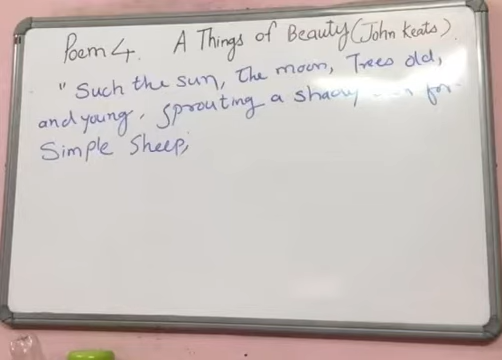 Poem 4. A Things of Beauty (John Keats).
"Such the sun, the moon, Trees old,
and young, sprouting a shady for
Simple Sheep,